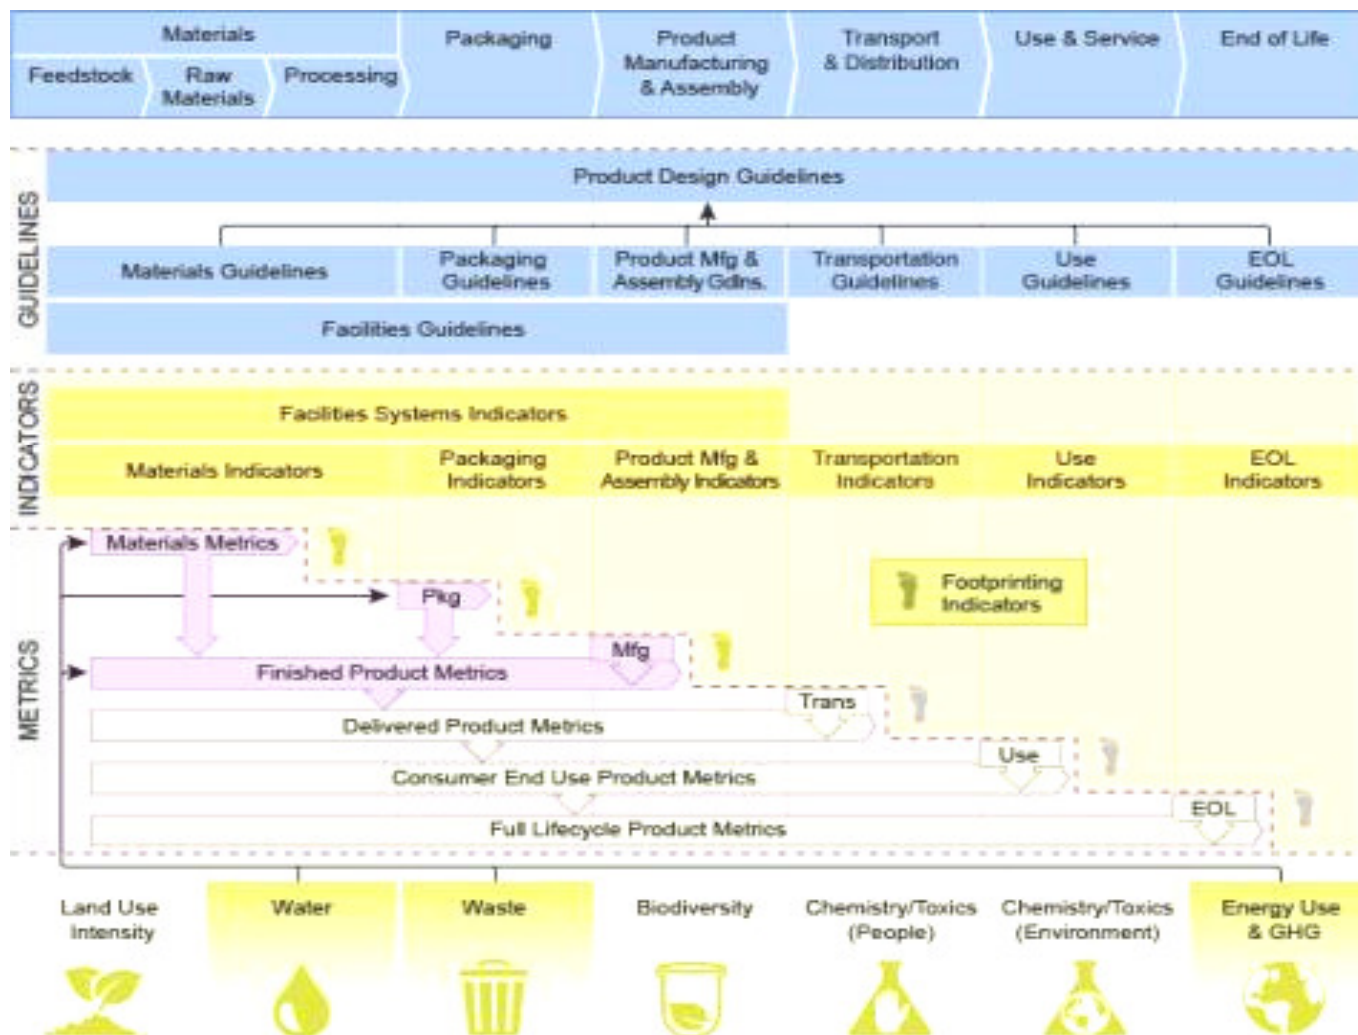 Materials
Feedstock
Raw
Materials
Processing
Packaging
Product
Manufacturing
& Assembly
Transport
& Distribution
Use & Service
End of Life
GUIDELINES
Product Design Guidelines
Materials Guidelines
Packaging
Guidelines
Product Mfg &
Assembly Gdlns.
Transportation
Guidelines
Use
Guidelines
EOL
Guidelines
Facilities Guidelines
INDICATORS
Facilities Systems Indicators
Materials Indicators
Packaging
Indicators
Product Mfg &
Assembly Indicators
Transportation
Indicators
Use
Indicators
EOL
Indicators
METRICS
Materials Metrics
Pkg
Footprinting
Indicators
Mfg
Finished Product Metrics
Trans
Delivered Product Metrics
Use
Consumer End Use Product Metrics
EOL
Full Lifecycle Product Metrics
Land Use
Intensity
Water
Waste
Biodiversity
Chemistry/Toxics
(People)
Chemistry/Toxics
(Environment)
Energy Use
& GHG